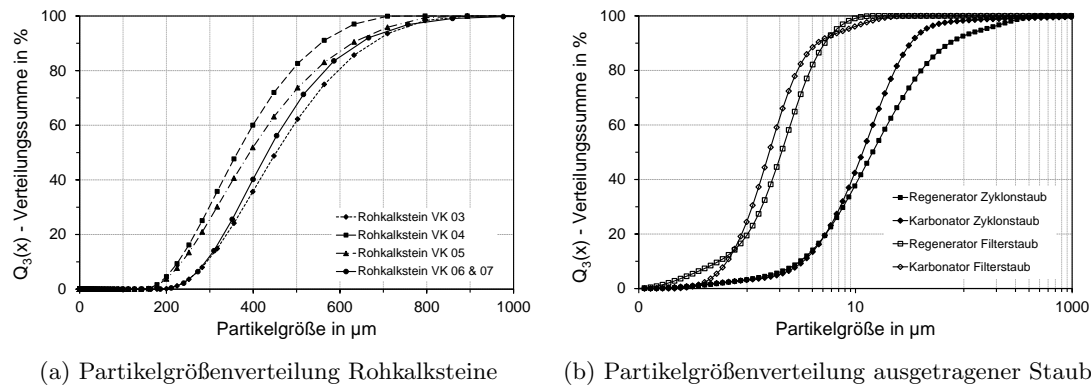 100
80
60
40
20
0
Q3(x) - Verteilungssumme in %
0 200 400 600 800 1000
Partikelgröße in µm
Rohkalkstein VK 03
Rohkalkstein VK 04
Rohkalkstein VK 05
Rohkalkstein VK 06 & 07
(a) Partikelgrößenverteilung Rohkalksteine
100
80
60
40
20
0
Q3(x) - Verteilungssumme in %
0 10 1000
Partikelgröße in µm
Regenerator Zyklonstaub
Karbonator Zyklonstaub
Regenerator Filterstaub
Karbonator Filterstaub
(b) Partikelgrößenverteilung ausgetragener Staub